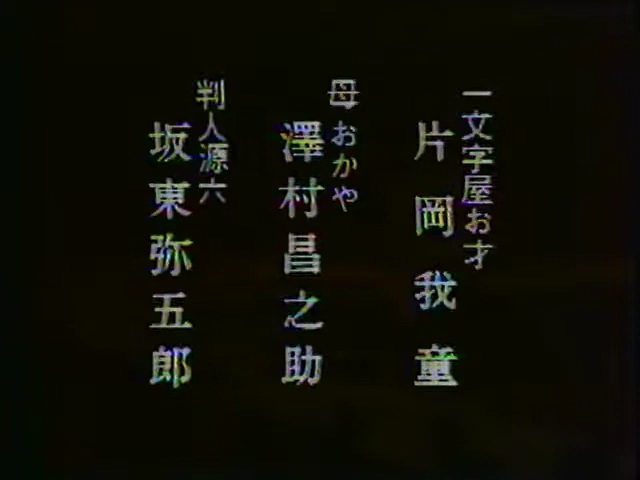 一文字屋お才
片岡我童
母おかや
澤村昌之助
判人源六
坂東弥五郎